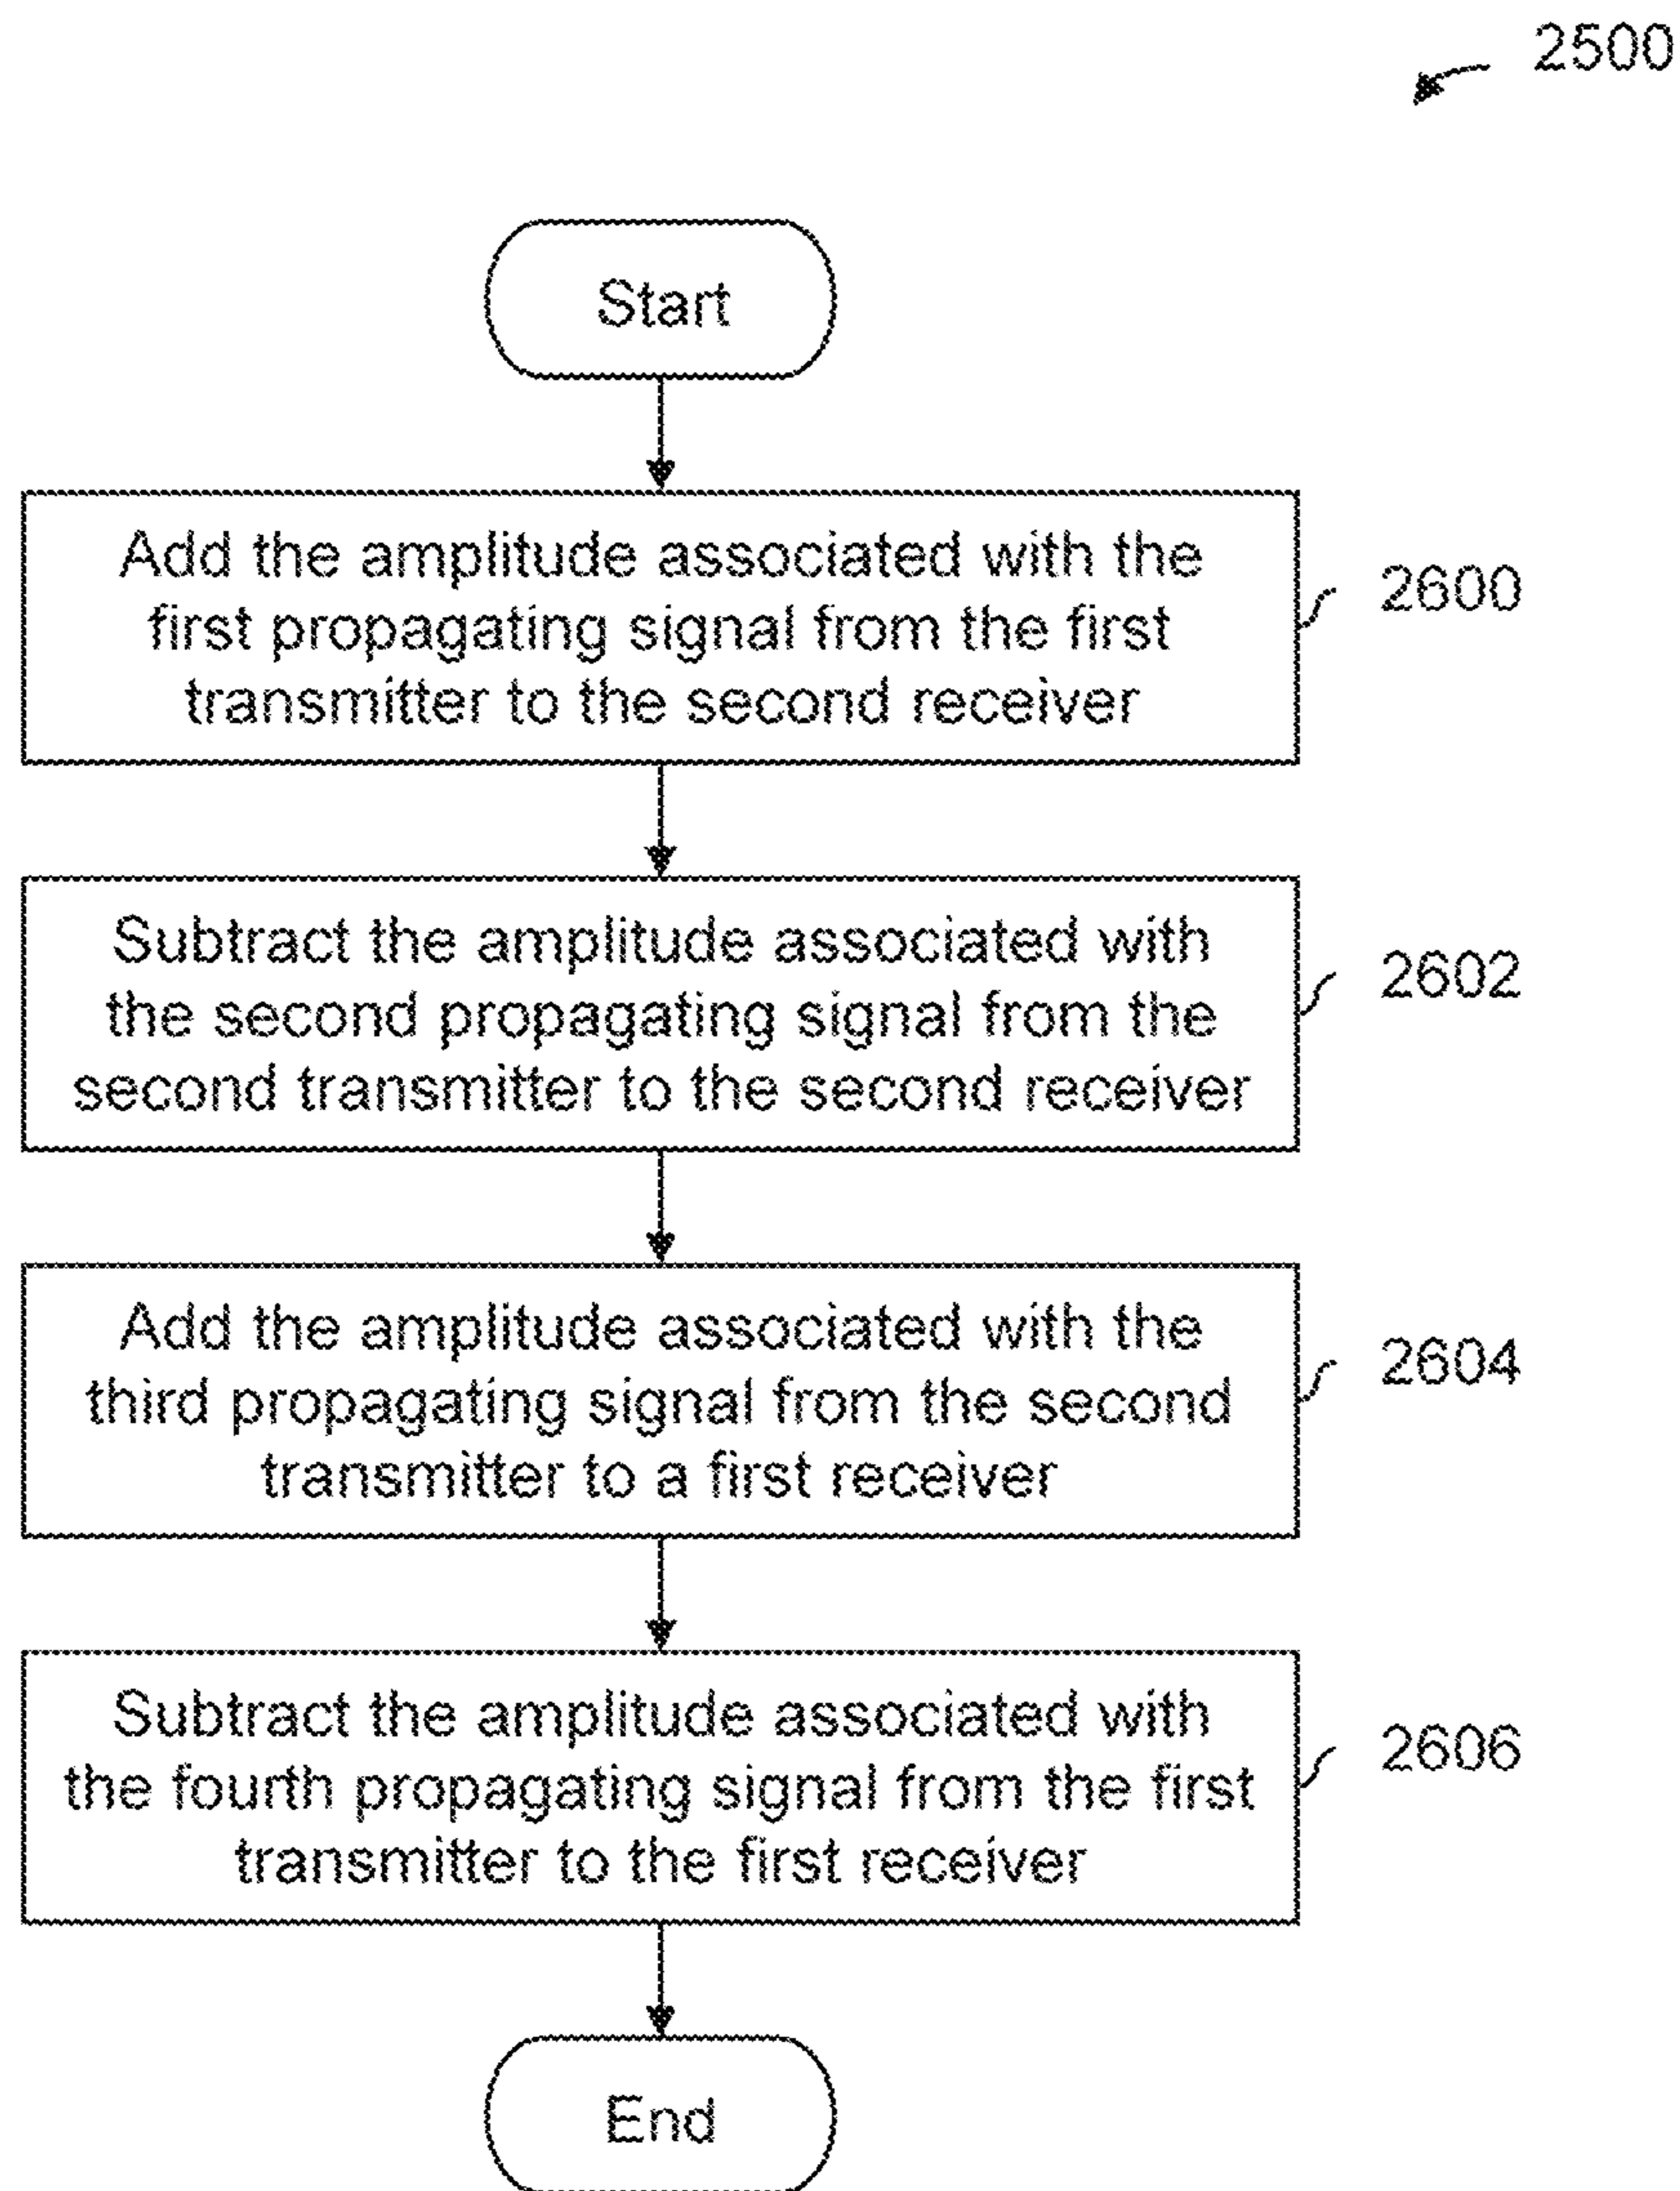 2500
Start
Add the amplitude associated with the
first propagating signal from the first
transmitter to the second receiver
2600
Subtract the amplitude associated with
the second propagating signal from the
second transmitter to the second receiver
2602
Add the amplitude associated with the
third propagating signal from the second
transmitter to a first receiver
2604
Subtract the amplitude associated with
the fourth propagating signal from the first
transmitter to the first receiver
2606
End